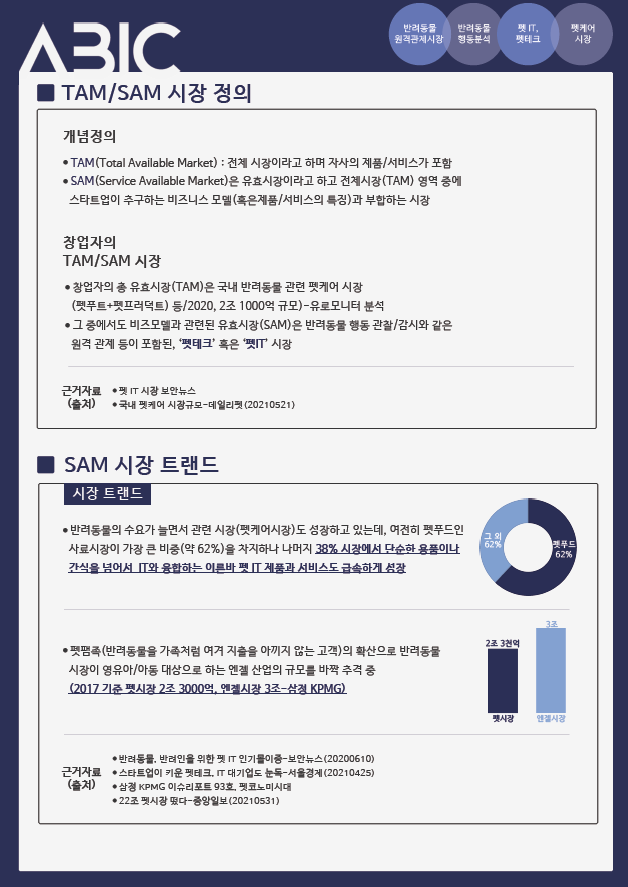 ABIC
반려동물
원격관제시장
반려동물
행동분석
펫 IT,
펫테크
펫케어
시장
TAM/SAM 시장 정의
개념경의
• TAM(Total Available Market) : 전체 시장이라고 하며 자사의 제품/서비스가 포함
• SAM(Service Available Market)은 유효시장이라고 하고 전체시장(TAM) 영역 중에
스타트업이 추구하는 비즈니스 모델(혹은제품/서비스의 특징)과 부합하는 시장
창업자의
TAM/SAM 시장
• 창업자의 총 유효시장(TAM)은 국내 반려동물 관련 펫케어 시장
(펫푸트+펫프러덕트) 등/2020, 2조 1000억 규모)-유로모니터 분석
• 그 중에서도 비즈모델과 관련된 유효시장(SAM)은 반려동물 행동 관찰/감시와 같은
원격 관제 등이 포함된, ‘펫테크’ 혹은 ‘펫IT’ 시장
근거자료
(출처)
• 펫 IT 시장 보안뉴스
• 국내 펫케어 시장규모-데일리펫(20210521)
SAM 시장 트랜드
시장 트랜드
• 반려동물의 수요가 늘면서 관련 시장(펫케어시장)도 성장하고 있는데, 여전히 펫푸드인
사료시장이 가장 큰 비중(약 62%)을 차지하나 나머지 38% 시장에서 단순한 용품이나
간식을 넘어서 IT와 융합하는 이른바 펫 IT 제품과 서비스도 급속하게 성장
그 외
62%
펫푸드
62%
• 펫팸족(반려동물을 가족처럼 여겨 지출을 아끼지 않는 고객)의 확산으로 반려동물
시장이 영유아/아동 대상으로 하는 엔젤 산업의 규모를 바짝 추격 중
(2017 기준 펫시장 2조 3000억, 엔젤시장 3조-삼정 KPMG)
3조
2조 3천억
펫시장
엔젤시장
근거자료
(출처)
• 반려동물, 반려인을 위한 펫 IT 인기몰이중-보안뉴스(20200610)
• 스타트업이 키운 펫테크, IT 대기업도 눈독-서울경제(20210425)
• 삼정 KPMG 이슈리포트 93호, 펫코노미시대
• 22조 펫시장 떴다-중앙일보(20210531)